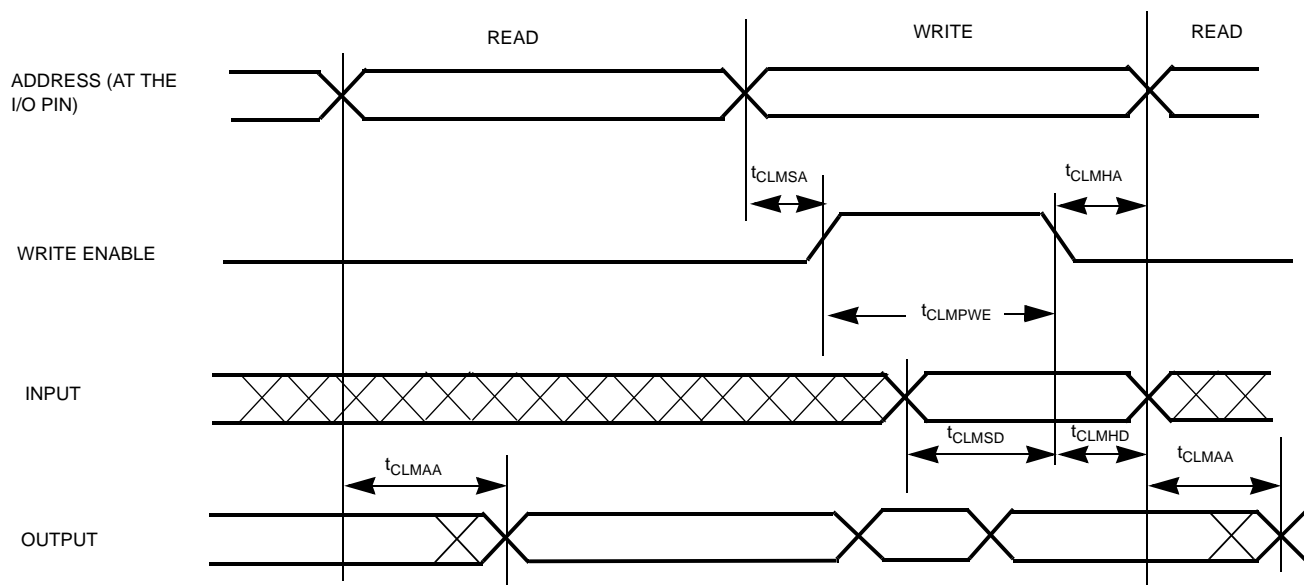 READ
WRITE
READ
ADDRESS (AT THE
I/O PIN)
tCLMSA
tCLMHA
WRITE ENABLE
tCLMPWE
INPUT
tCLMSD
tCLMHD
tCLMAA
tCLMAA
OUTPUT